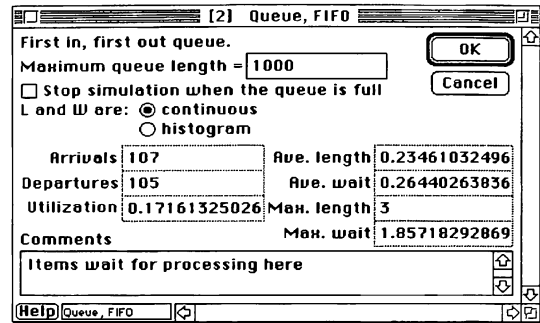 [2] Queue, FIFO
First in, first out queue.
OK
Maximum queue length = 1000
Cancel
Stop simulation when the queue is full
L and W are: continuous
histogram
Arrivals 107 Ave. length 0.23461032496
Departures 105 Ave. wait 0.26440263836
Utilization 0.17161325026 Max. length 3
Max. wait 1.85718292869
Comments
Items wait for processing here
Help Queue, FIFO